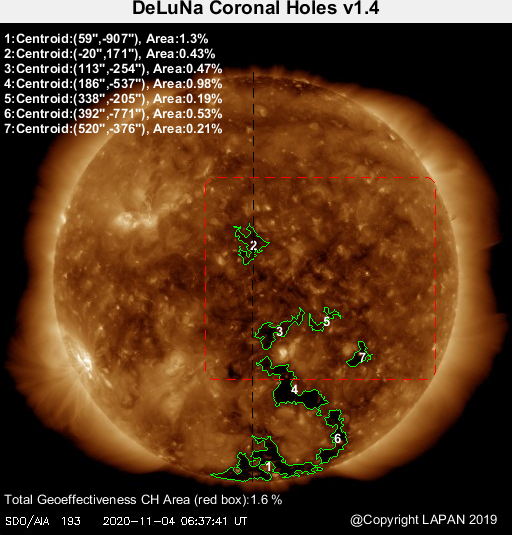 DeLuNa Coronal Holes v1.4
1:Centroid:(59",-907"), Area:1.3%
2:Centroid:(-20",171"), Area:0.43%
3:Centroid:(113",-254"), Area:0.47%
4:Centroid:(186",-537"), Area:0.98%
5:Centroid:(338",-205"), Area:0.19%
6:Centroid:(392",-771"), Area:0.53%
7:Centroid:(520",-376"), Area:0.21%
2
5
3
7
4
6
1
Total Geoeffectiveness CH Area (red box):1.6 %
SDO/AIA 193 2020-11-04 06:37:41 UT
@Copyright LAPAN 2019